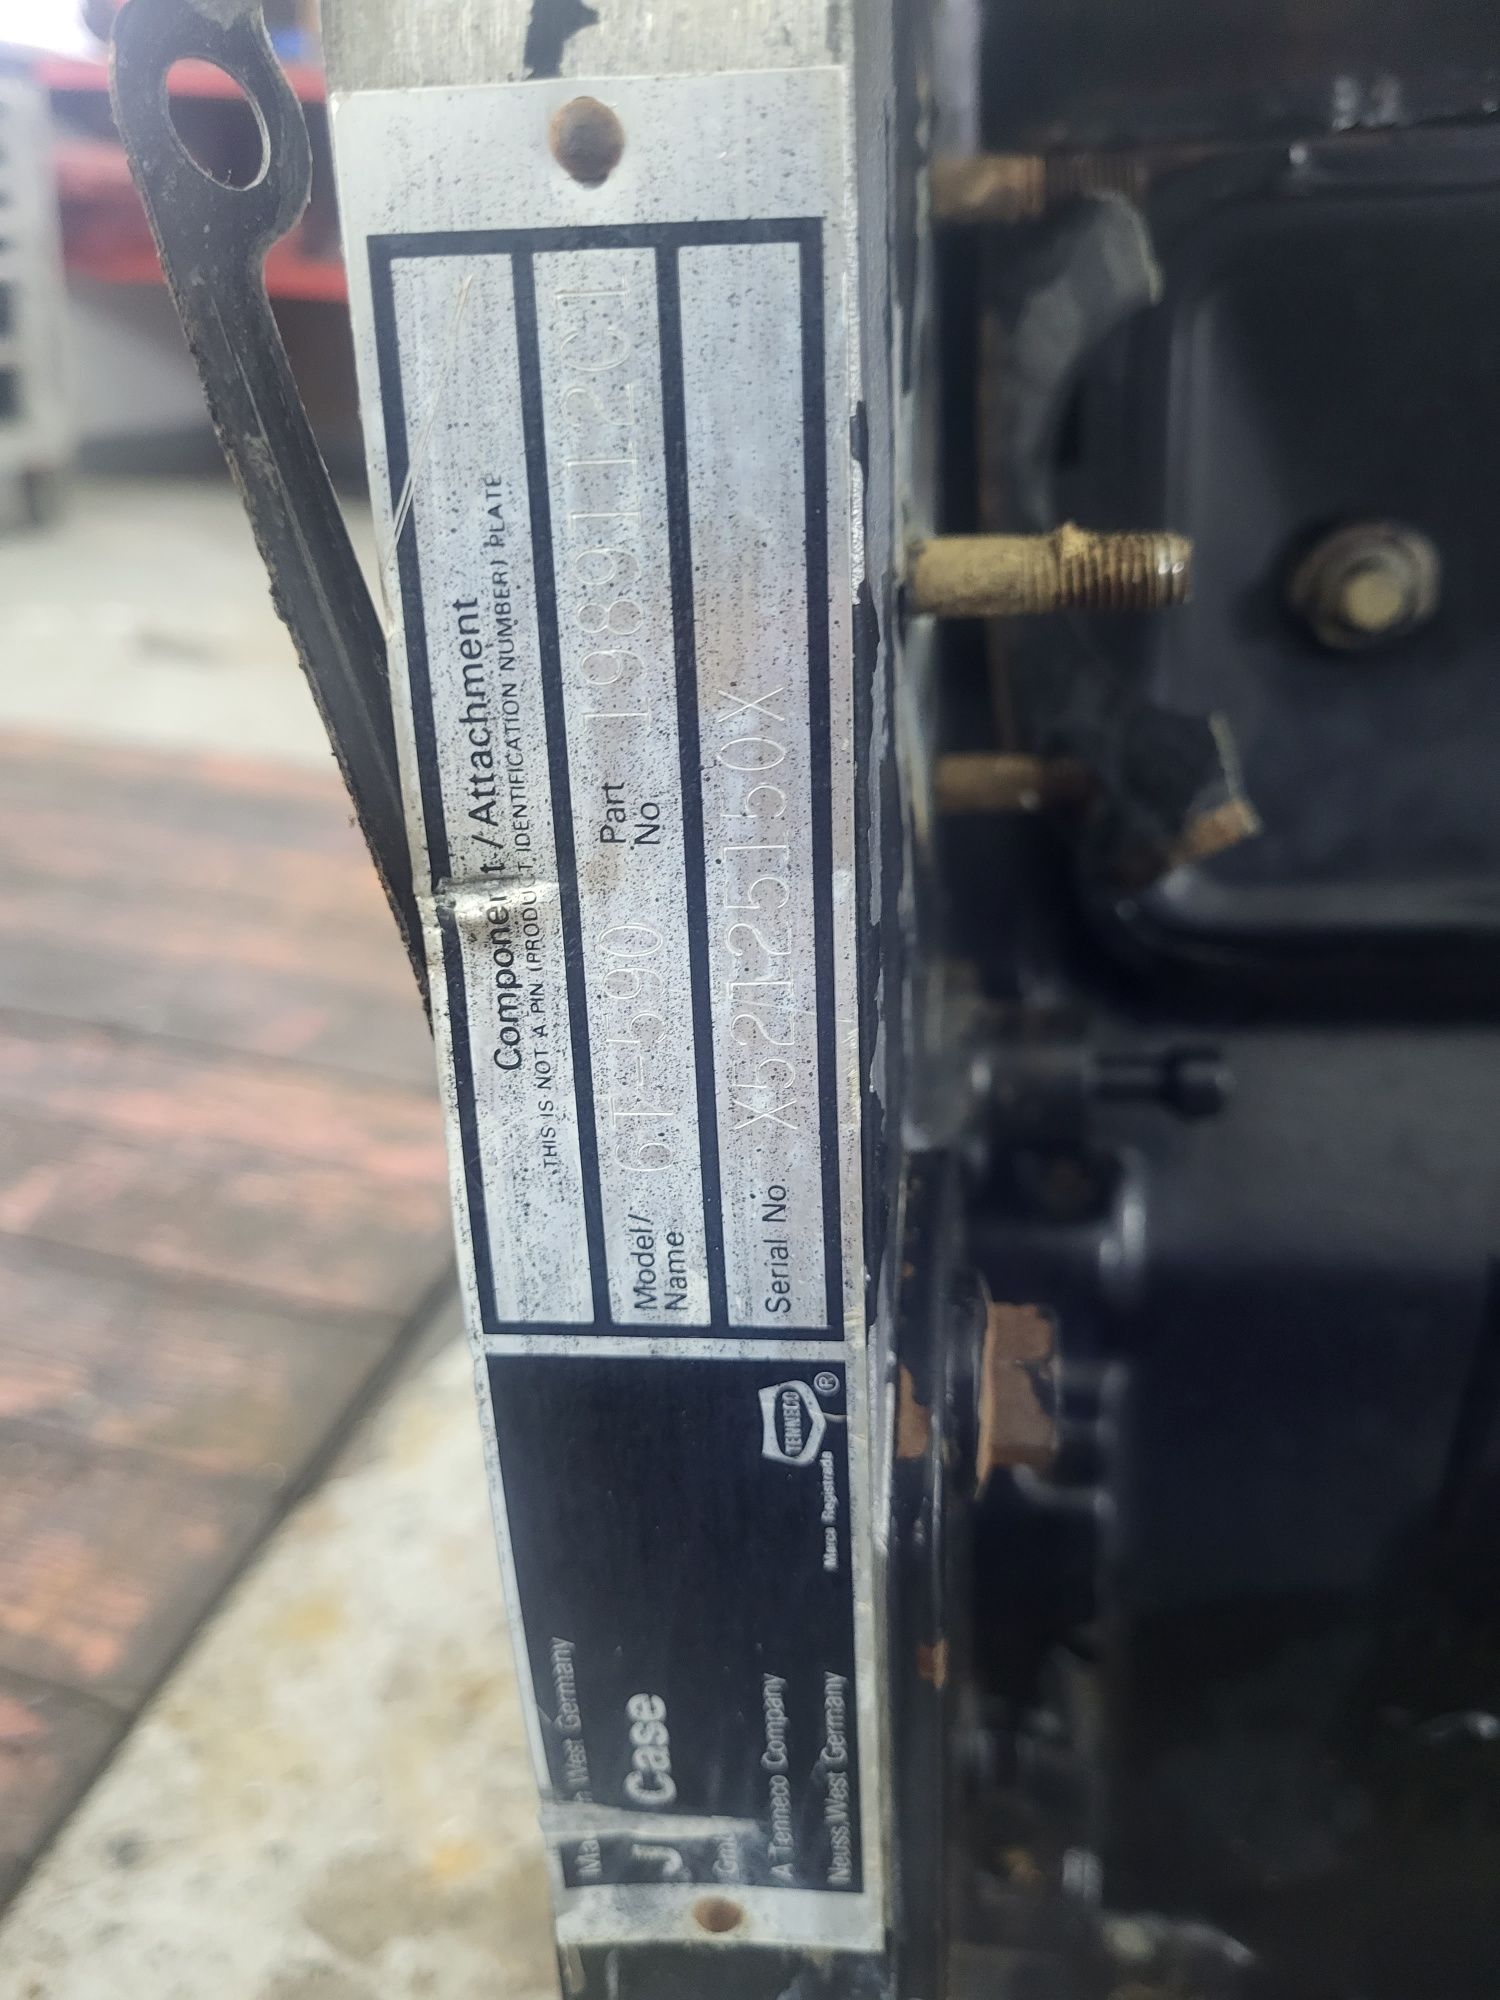 Component/Attachment
THIS IS NOT A PIN (PRODUCT IDENTIFICATION NUMBER) PLATE
Model/
Name
6T-590
Part
No
1989112C1
Serial No
X52125150X
West Germany
J Case
A Tenneco Company
Neuss, West Germany
TENNECO
®
Marca Registrada